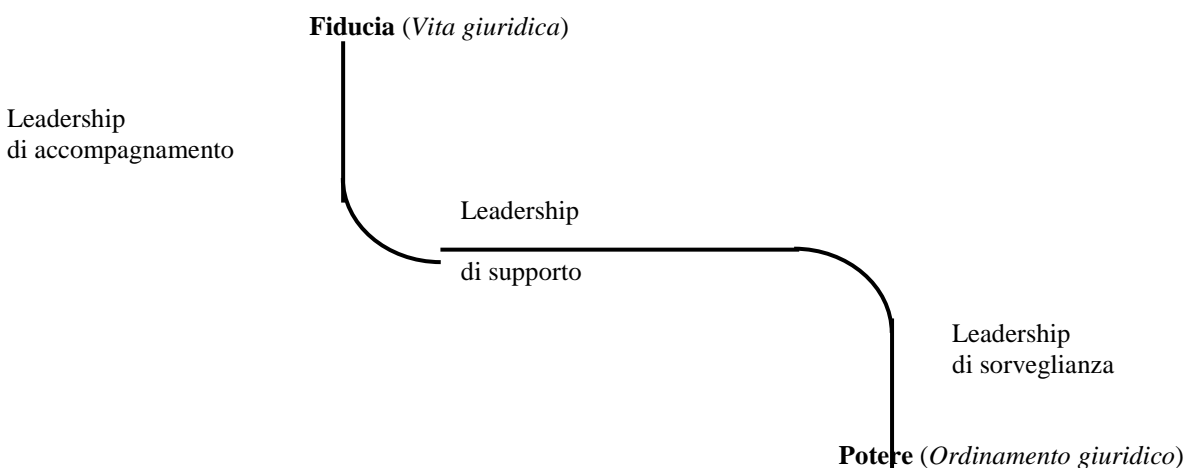 Fiducia (Vita giuridica)
Leadership
di accompagnamento
Leadership
di supporto
Leadership
di sorveglianza
Potere (Ordinamento giuridico)